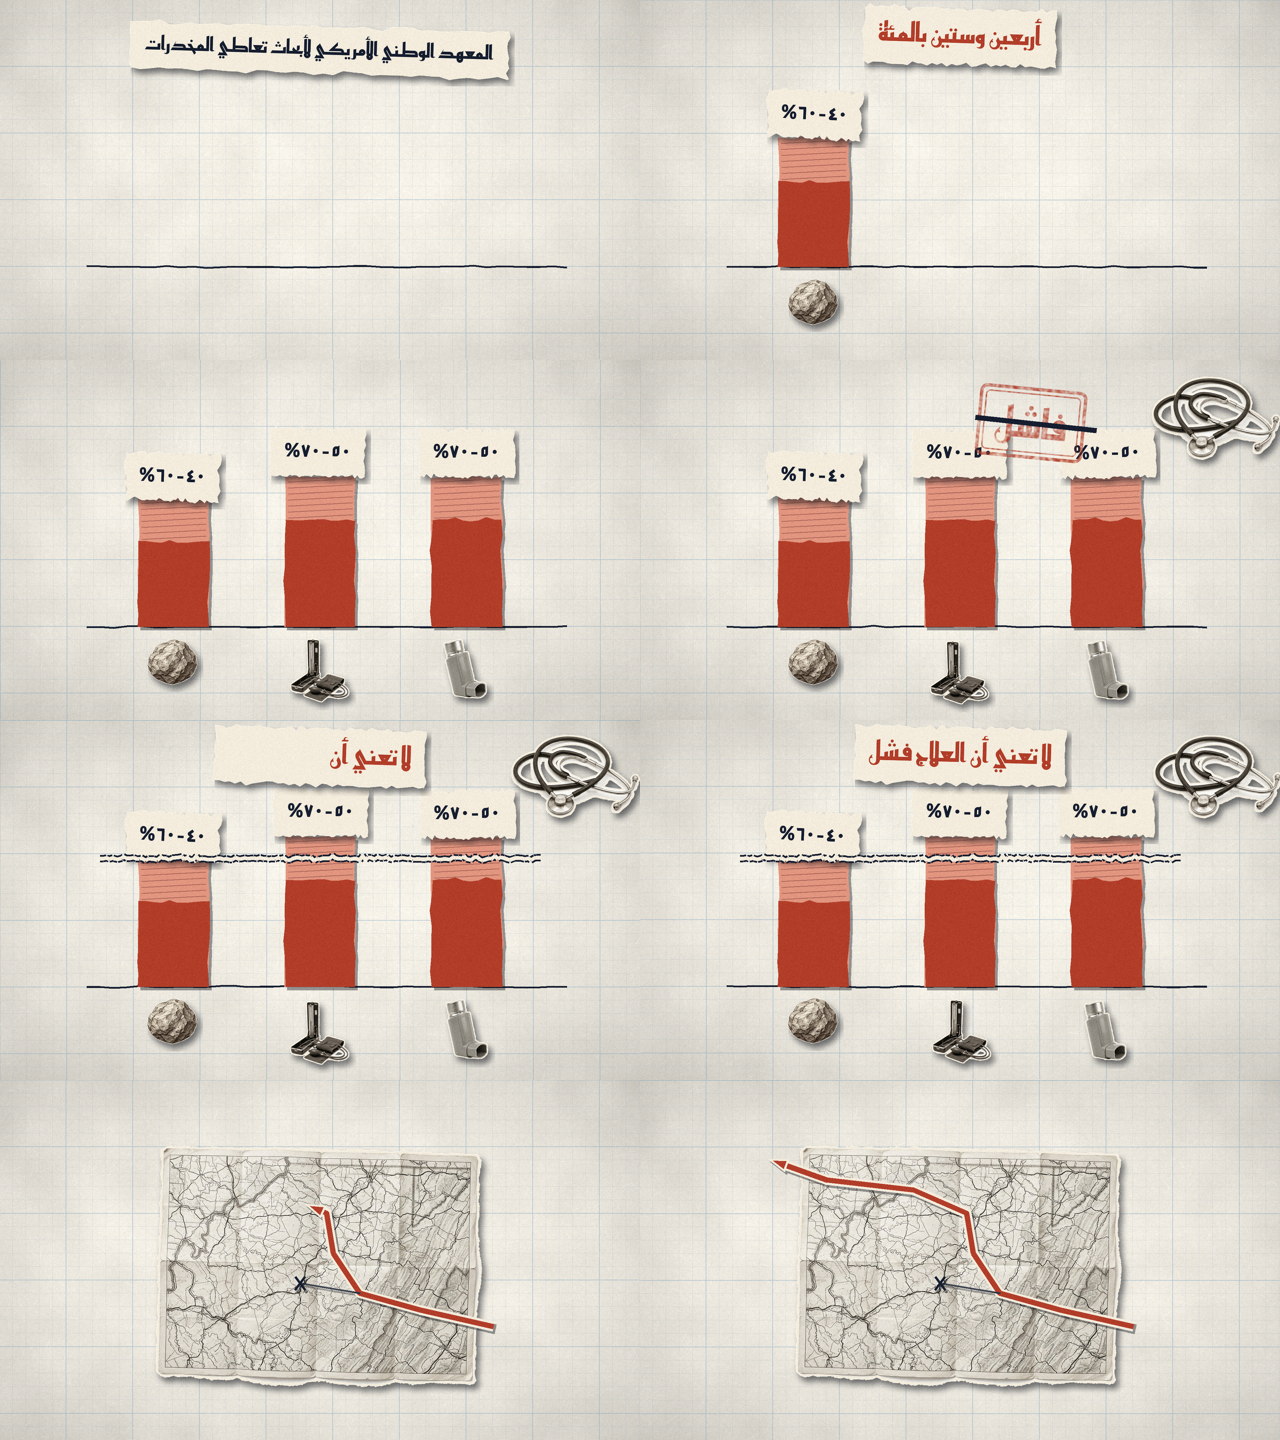 المعهد الوطني الأمريكي لأبحاث تعاطي المخدرات
أربعين وستين بالمئة
٤٠-٦٠%
٤٠-٦٠%
٥٠-٧٠%
٥٠-٧٠%
فاشل
٤٠-٦٠%
٥٠-٧٠%
٥٠-٧٠%
لا تعني أن
٤٠-٦٠%
٥٠-٧٠%
٥٠-٧٠%
لا تعني أن العلاج فشل
٤٠-٦٠%
٥٠-٧٠%
٥٠-٧٠%